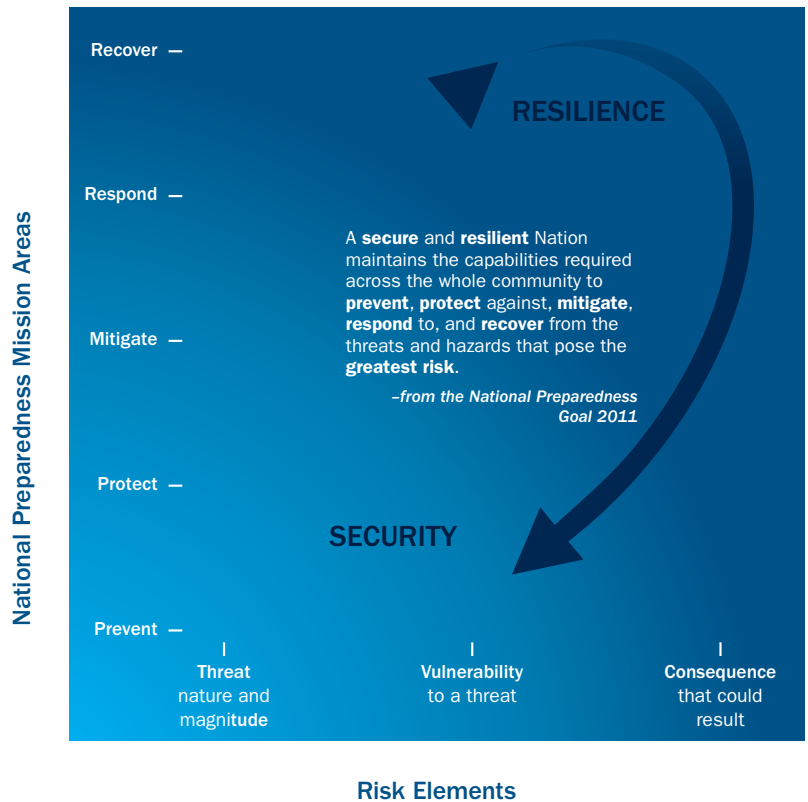 National Preparedness Mission Areas
Recover
Respond
Mitigate
Protect
Prevent
RESILIENCE
A secure and resilient Nation
maintains the capabilities required
across the whole community to
prevent, protect against, mitigate,
respond to, and recover from the
threats and hazards that pose the
greatest risk.
–from the National Preparedness
Goal 2011
SECURITY
Threat
nature and
magnitude
Vulnerability
to a threat
Consequence
that could
result
Risk Elements